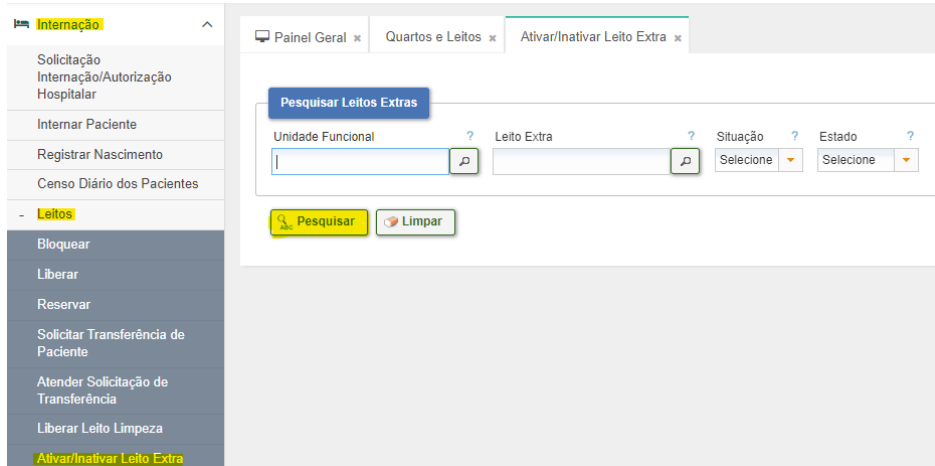 Internação
Solicitação
Internação/Autorização
Hospitalar
Internar Paciente
Registrar Nascimento
Censo Diário dos Pacientes
- Leitos
Bloquear
Liberar
Reservar
Solicitar Transferência de
Paciente
Atender Solicitação de
Transferência
Liberar Leito Limpeza
Ativar/Inativar Leito Extra
Painel Geral × Quartos e Leitos × Ativar/Inativar Leito Extra ×
Pesquisar Leitos Extras
Unidade Funcional ? Leito Extra ? Situação ? Estado ?
Selecione Selecione
ABC Pesquisar Limpar